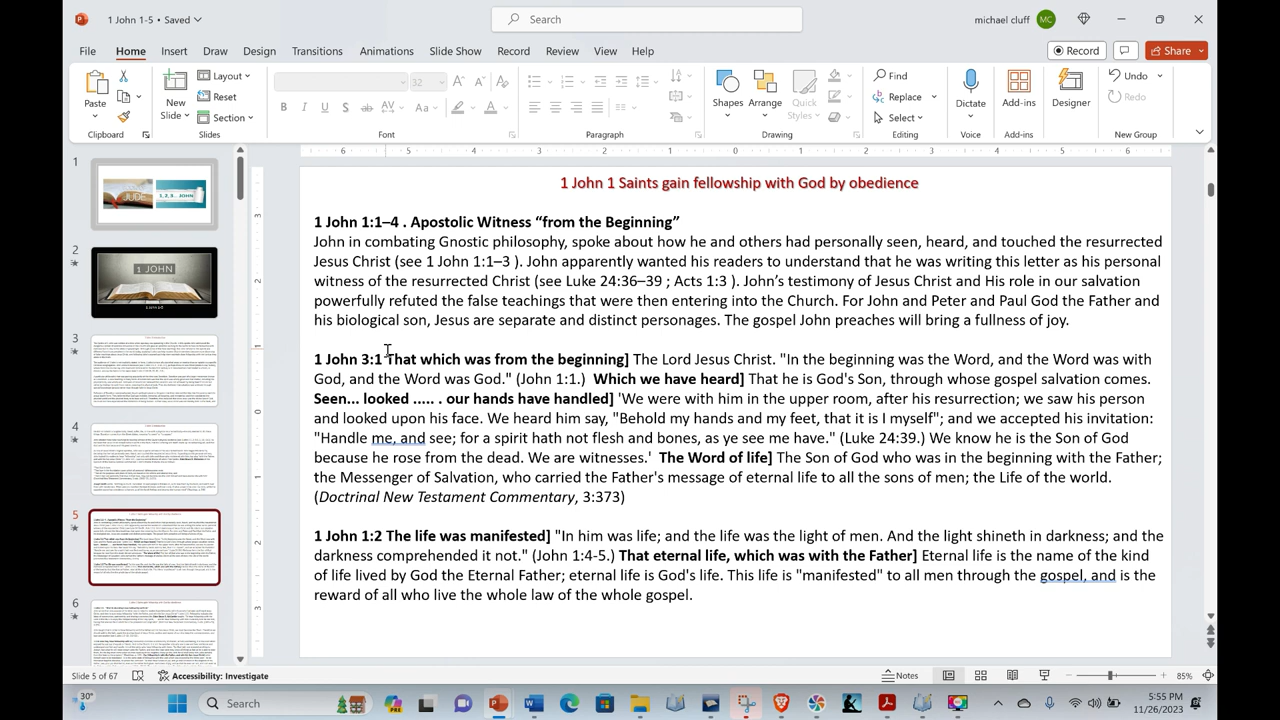 1 John 1-5 • Saved
Search
michael cluff
MC
File
Home
Insert
Draw
Design
Transitions
Animations
Slide Show
Record
Review
View
Help
Record
Share
Paste
New
Slide
Layout
Reset
Section
32
Shapes
Arrange
Quick
Styles
Find
Replace
Select
Dictate
Add-ins
Designer
Undo
Redo
Clipboard
Slides
Font
Paragraph
Drawing
Editing
Voice
Add-ins
New Group
1 John 1 Saints gain fellowship with God by obedience
1 John 1:1–4 . Apostolic Witness “from the Beginning”
John in combating Gnostic philosophy, spoke about how he and others had personally seen, heard, and touched the resurrected
Jesus Christ (see 1 John 1:1–3 ). John apparently wanted his readers to understand that he was writing this letter as his personal
witness of the resurrected Christ (see Luke 24:36–39 ; Acts 1:3 ). John’s testimony of Jesus Christ and His role in our salvation
powerfully refuted the false teachings that were then entering into the Church. For John and Peter and Paul God the Father and
his biological son, Jesus are separate and distinct personages. The gospel John preaches will bring a fullness of joy.
1 John 1:1 That which was from the beginning] The Lord Jesus Christ. "In the beginning was the Word, and the Word was with
God, and the Word was God." (John 1:1.) Which we have heard] That he is God's Son, through whose gospel salvation comes.
Seen... looked ..... . our hands have handled] 'We were with him in the upper room, after his resurrection; we saw his person
and looked upon his face. We heard him say, "Behold my hands and my feet, that it is I myself"; and we accepted his invitation:
"Handle me, and see; for a spirit hath not flesh and bones, as ye see me have." (Luke 24:39.) We know he is the Son of God
because he rose from the dead. We are witnesses.' The Word of life] The Son of God, who was in the beginning with the Father;
the Messenger of Salvation who carries the Father's message of eternal life to all the sons of men; the Life of the world.
(Doctrinal New Testament Commentary, 3:373)
1 John 1:2. The life was manifested] "In him was life; and the life was the light of men. And the light shineth in darkness; and the
darkness comprehended it not." (John 1:4-5.) That eternal life, which was with the Father] Eternal life is the name of the kind
of life lived by God the Eternal Father; eternal life is God's life. This life is "manifested" to all men through the gospel, and is the
reward of all who live the whole law of the whole gospel.
1
2
1 JOHN
3
4
5
6
Slide 5 of 67
Accessibility: Investigate
Notes
85%
30°
Search
5:55 PM
11/26/2023